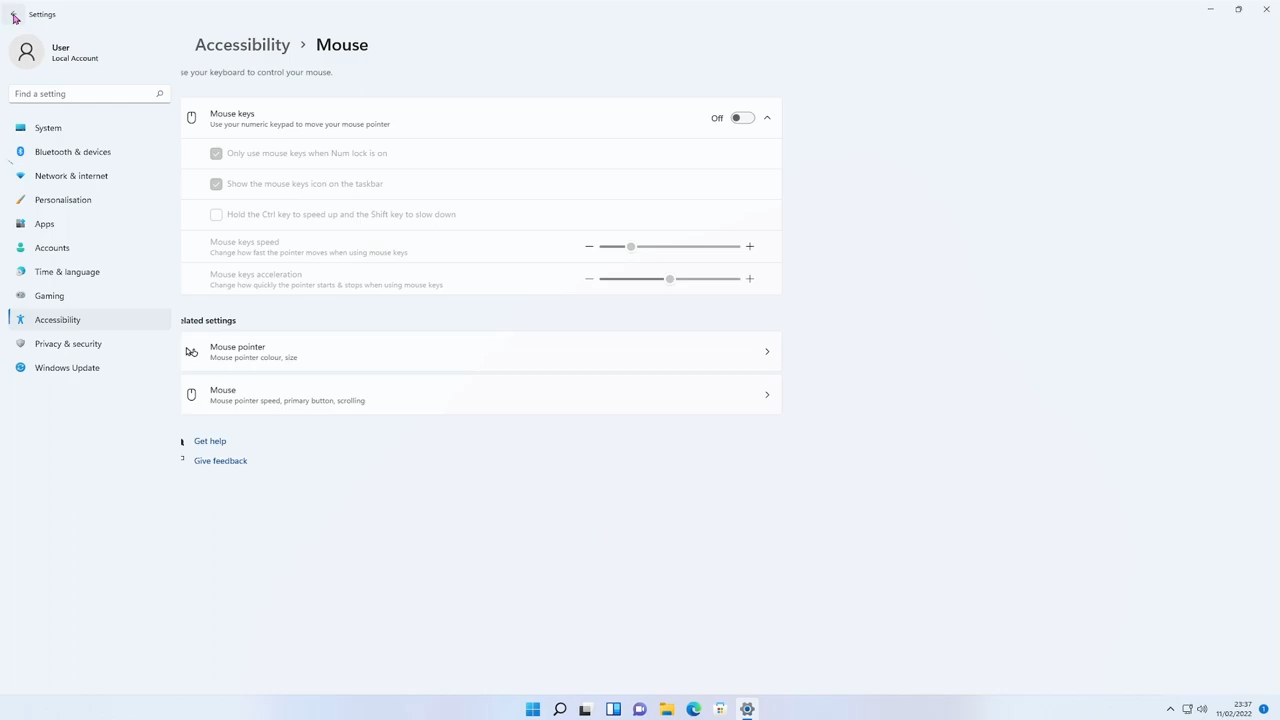 Settings
User
Local Account
Find a setting
System
Bluetooth & devices
Network & internet
Personalisation
Apps
Accounts
Time & language
Gaming
Accessibility
Privacy & security
Windows Update
Accessibility > Mouse
se your keyboard to control your mouse.
Mouse keys
Use your numeric keypad to move your mouse pointer
Off
Only use mouse keys when Num lock is on
Show the mouse keys icon on the taskbar
Hold the Ctrl key to speed up and the Shift key to slow down
Mouse keys speed
Change how fast the pointer moves when using mouse keys
Mouse keys acceleration
Change how quickly the pointer starts & stops when using mouse keys
elated settings
Mouse pointer
Mouse pointer colour, size
Mouse
Mouse pointer speed, primary button, scrolling
Get help
Give feedback
23:37
11/02/2022
1